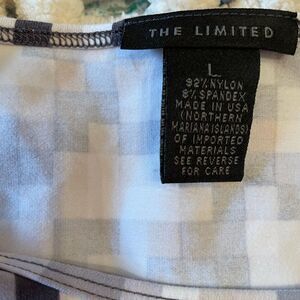 THE LIMITED
L
92% NYLON
8% SPANDEX
MADE IN USA
(NORTHERN
MARIANA ISLANDS)
OF IMPORTED
MATERIALS
SEE REVERSE
FOR CARE